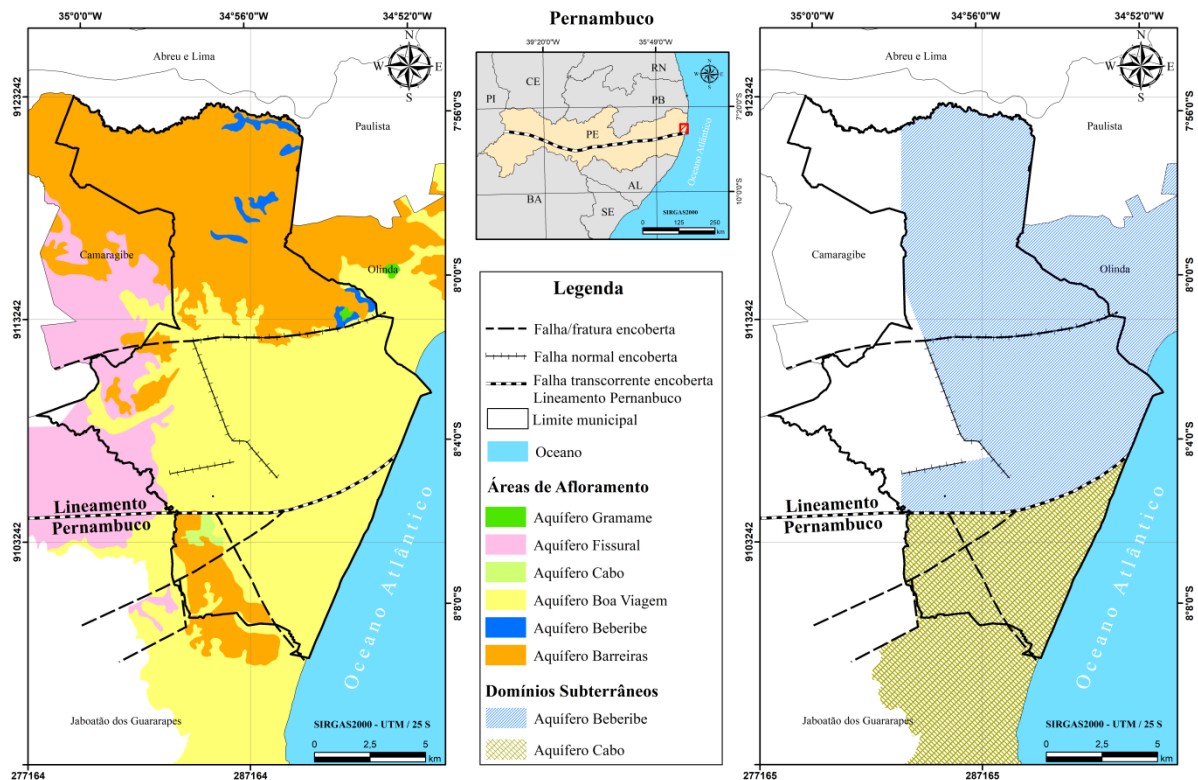 35°0'0"W
34°56'0"W
34°52'0"W
Abreu e Lima
N
W
E
S
Paulista
9123242
7°56'0"S
Camaragibe
Olinda
8°0'0"S
9113242
8°4'0"S
Lineamento
Pernambuco
9103242
8°8'0"S
Oceano Atlântico
Jaboatão dos Guararapes
SIRGAS2000 - UTM / 25 S
0 2,5 5
km
277164
287164
Pernambuco
39°20'0"W
35°40'0"W
CE
RN
PI
PB
7°20'0"S
PE
Oceano Atlântico
AL
BA
SE
10°0'0"S
SIRGAS2000
0 125 250
km
Legenda
Falha/fratura encoberta
Falha normal encoberta
Falha transcorrente encoberta
Lineamento Pernanbuco
Limite municipal
Oceano
Áreas de Afloramento
Aquífero Gramame
Aquífero Fissural
Aquífero Cabo
Aquífero Boa Viagem
Aquífero Beberibe
Aquífero Barreiras
Domínios Subterrâneos
Aquífero Beberibe
Aquífero Cabo
35°0'0"W
34°56'0"W
34°52'0"W
Abreu e Lima
N
W
E
S
Paulista
9123242
7°56'0"S
Camaragibe
Olinda
8°0'0"S
9113242
8°4'0"S
Lineamento
Pernambuco
9103242
8°8'0"S
Oceano Atlântico
Jaboatão dos Guararapes
SIRGAS2000 - UTM / 25 S
0 2,5 5
km
277165
287165